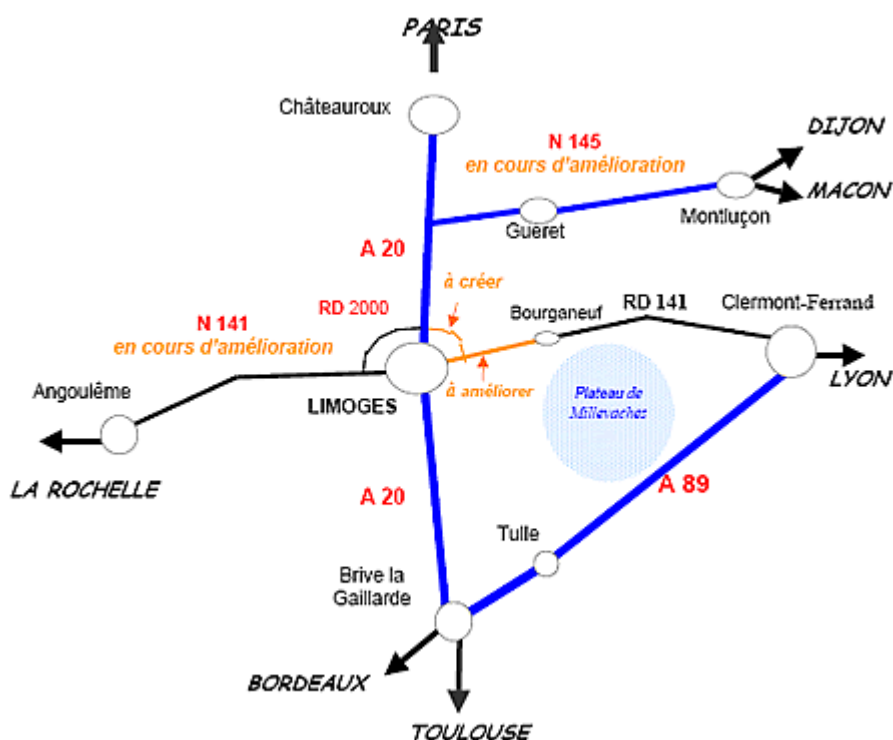 PARIS
Châteauroux
DIJON
N 145
en cours d'amélioration
MACON
Montluçon
Guéret
A 20
à créer
RD 2000
Bourganeuf
RD 141
Clermont-Ferrand
N 141
en cours d'amélioration
LYON
Angoulême
à améliorer
LIMOGES
Plateau de
Millevaches
LA ROCHELLE
A 20
A 89
Tulle
Brive la
Gaillarde
BORDEAUX
TOULOUSE